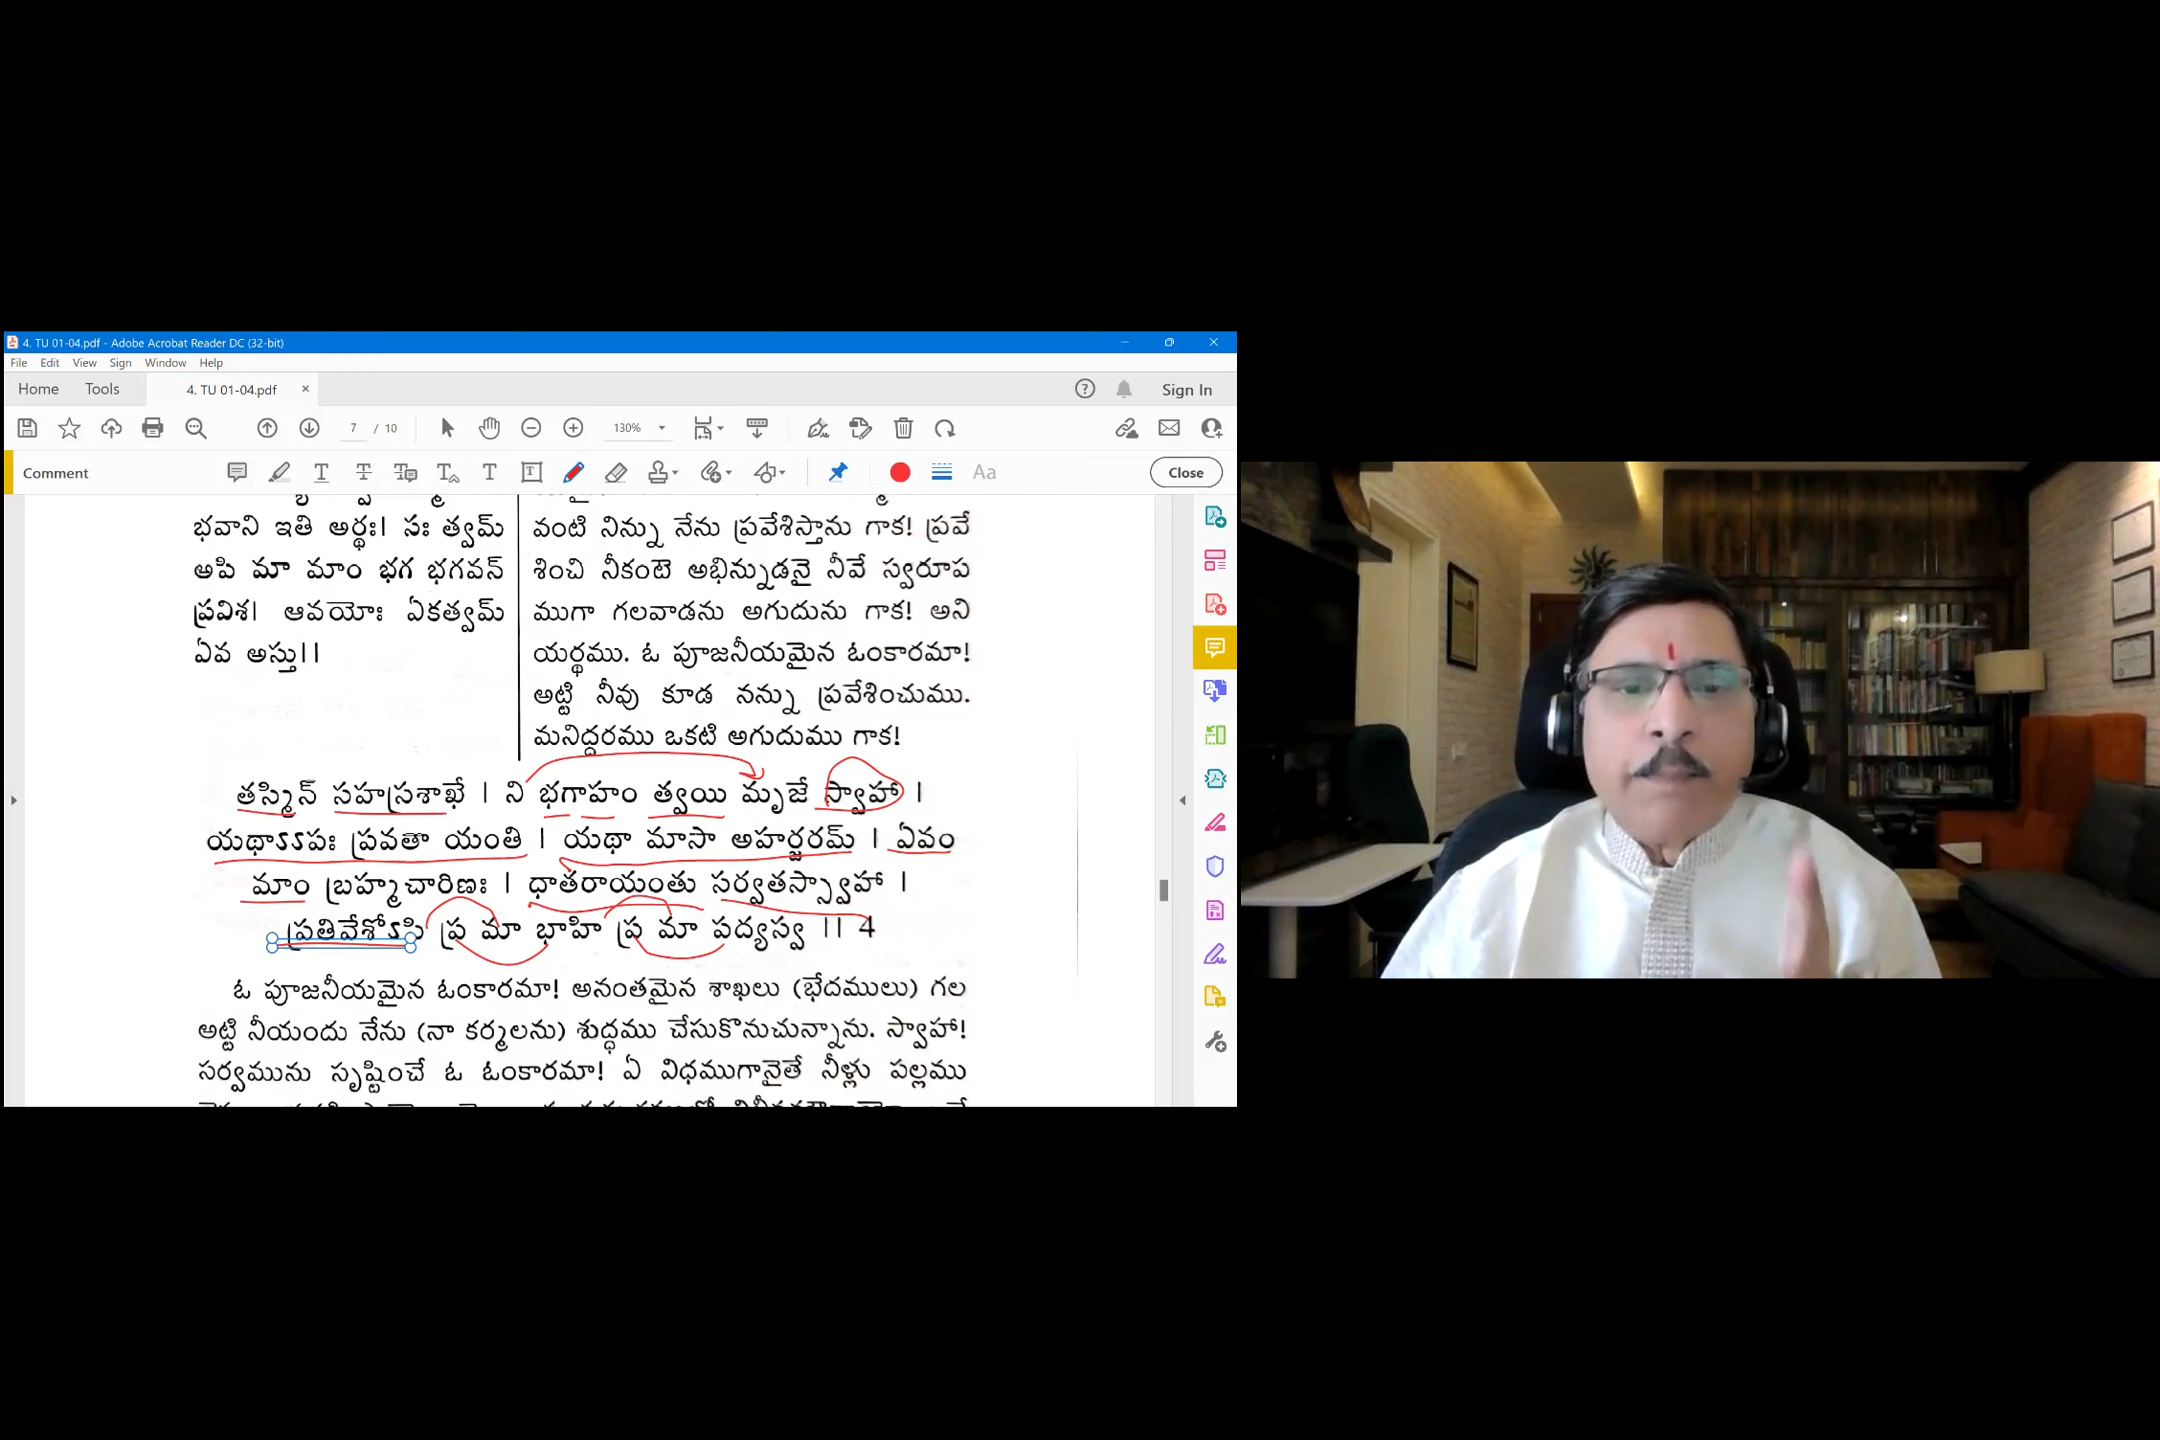 4. TU 01-04.pdf - Adobe Acrobat Reader DC (32-bit)
File Edit View Sign Window Help
Home Tools 4. TU 01-04.pdf × Sign In
7 / 10 130%
Comment Aa Close
భవాని ఇతి అర్థః। సః త్వమ్
అపి మా మాం భగ భగవన్
ప్రవిశ। ఆవయోః ఏకత్వమ్
ఏవ అస్తు।।
వంటి నిన్ను నేను ప్రవేశిస్తాను గాక! ప్రవే
శించి నీకంటె అభిన్నుడనై నీవే స్వరూప
ముగా గలవాడను అగుదును గాక! అని
యర్థము. ఓ పూజనీయమైన ఓంకారమా!
అట్టి నీవు కూడ నన్ను ప్రవేశించుము.
మనిద్దరము ఒకటి అగుదుము గాక!
తస్మిన్ సహస్రశాఖే । ని భగాహం త్వయి మృజే స్వాహా ।
యథాఽఽపః ప్రవతా యంతి । యథా మాసా అహర్జరమ్ । ఏవం
మాం బ్రహ్మచారిణః । ధాతరాయంతు సర్వతస్స్వాహా ।
ప్రతివేశోఽసి ప్ర మా భాహి ప్ర మా పద్యస్వ ।। 4
ఓ పూజనీయమైన ఓంకారమా! అనంతమైన శాఖలు (భేదములు) గల
అట్టి నీయందు నేను (నా కర్మలను) శుద్ధము చేసుకొనుచున్నాను. స్వాహా!
సర్వమును సృష్టించే ఓ ఓంకారమా! ఏ విధముగానైతే నీళ్లు పల్లము